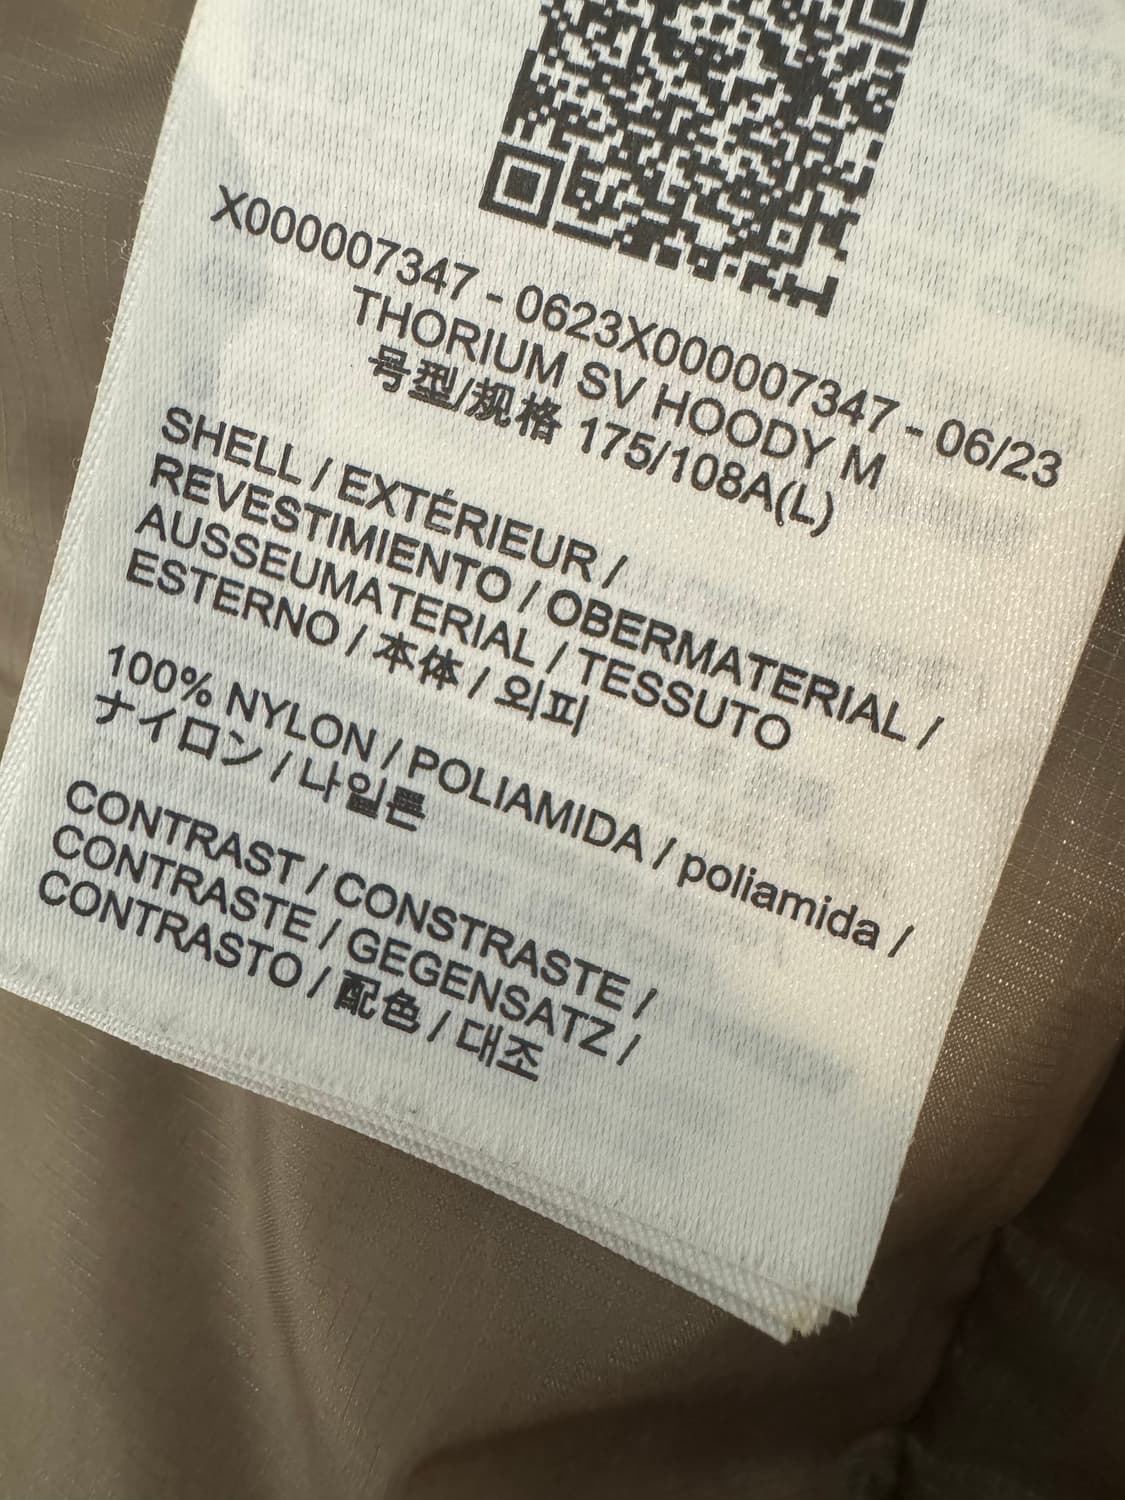 X000007347 - 0623X000007347 - 06/23
THORIUM SV HOODY M
号型/规格 175/108A(L)
SHELL / EXTÉRIEUR /
REVESTIMIENTO / OBERMATERIAL /
AUSSEUMATERIAL / TESSUTO
ESTERNO / 本体 / 외피
100% NYLON / POLIAMIDA / poliamida /
ナイロン / 나일론
CONTRAST / CONSTRASTE /
CONTRASTE / GEGENSATZ /
CONTRASTO / 配色 / 대조